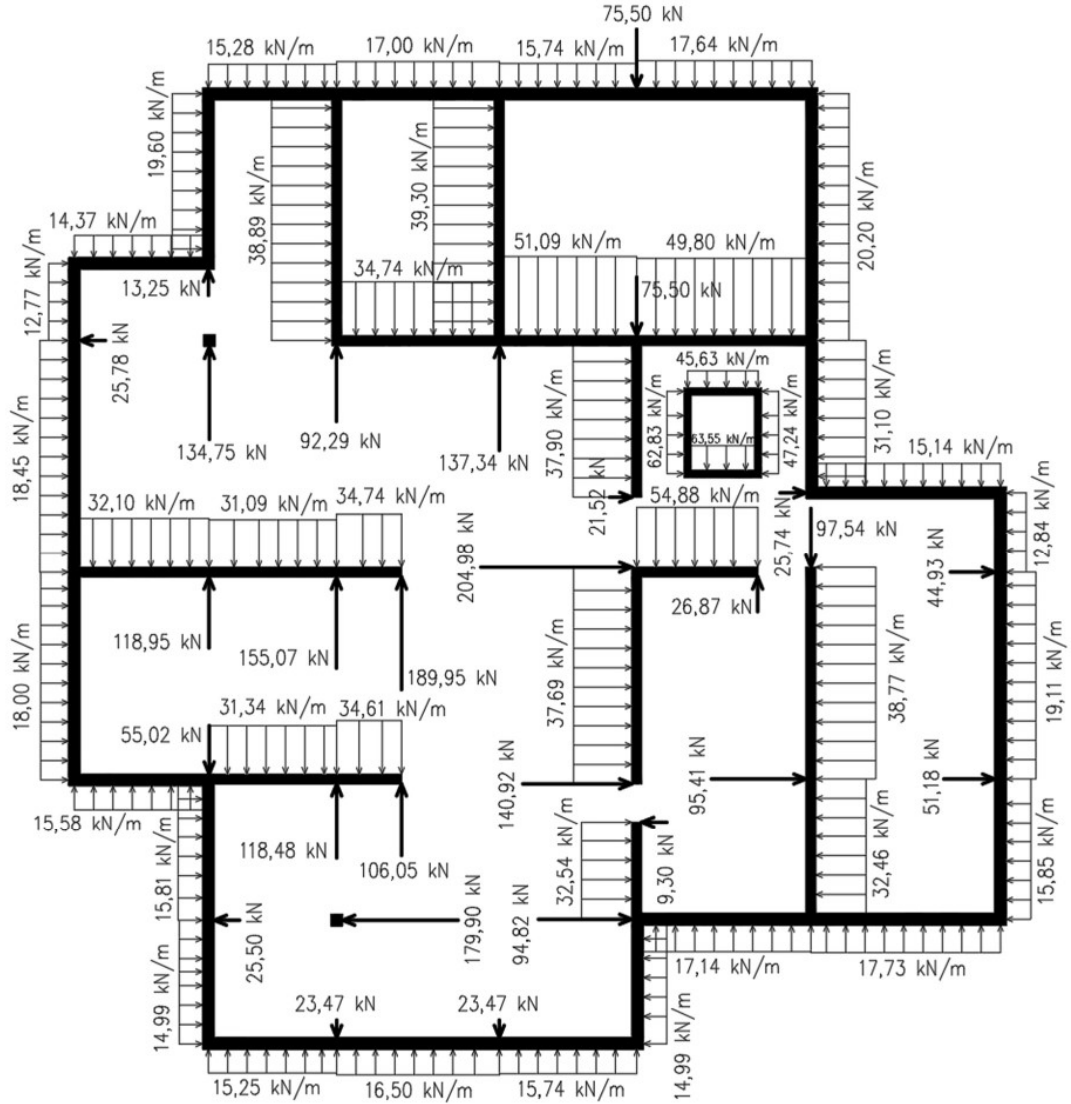 75,50 kN
15,28 kN/m
17,00 kN/m
15,74 kN/m
17,64 kN/m
19,60 kN/m
38,89 kN/m
39,30 kN/m
20,20 kN/m
14,37 kN/m
12,77 kN/m
13,25 kN
34,74 kN/m
51,09 kN/m
49,80 kN/m
75,50 kN
25,78 kN
134,75 kN
92,29 kN
137,34 kN
37,90 kN/m
45,63 kN/m
62,83 kN/m
63,55 kN/m
47,24 kN/m
31,10 kN/m
15,14 kN/m
18,45 kN/m
32,10 kN/m
31,09 kN/m
34,74 kN/m
21,52 kN
54,88 kN/m
25,74 kN
97,54 kN
12,84 kN/m
204,98 kN
44,93 kN
26,87 kN
118,95 kN
155,07 kN
189,95 kN
18,00 kN/m
37,69 kN/m
38,77 kN/m
19,11 kN/m
55,02 kN
31,34 kN/m
34,61 kN/m
140,92 kN
95,41 kN
51,18 kN
15,58 kN/m
15,81 kN/m
118,48 kN
106,05 kN
32,54 kN/m
9,30 kN
32,46 kN/m
15,85 kN/m
25,50 kN
179,90 kN
94,82 kN
17,14 kN/m
17,73 kN/m
14,99 kN/m
23,47 kN
23,47 kN
14,99 kN/m
15,25 kN/m
16,50 kN/m
15,74 kN/m